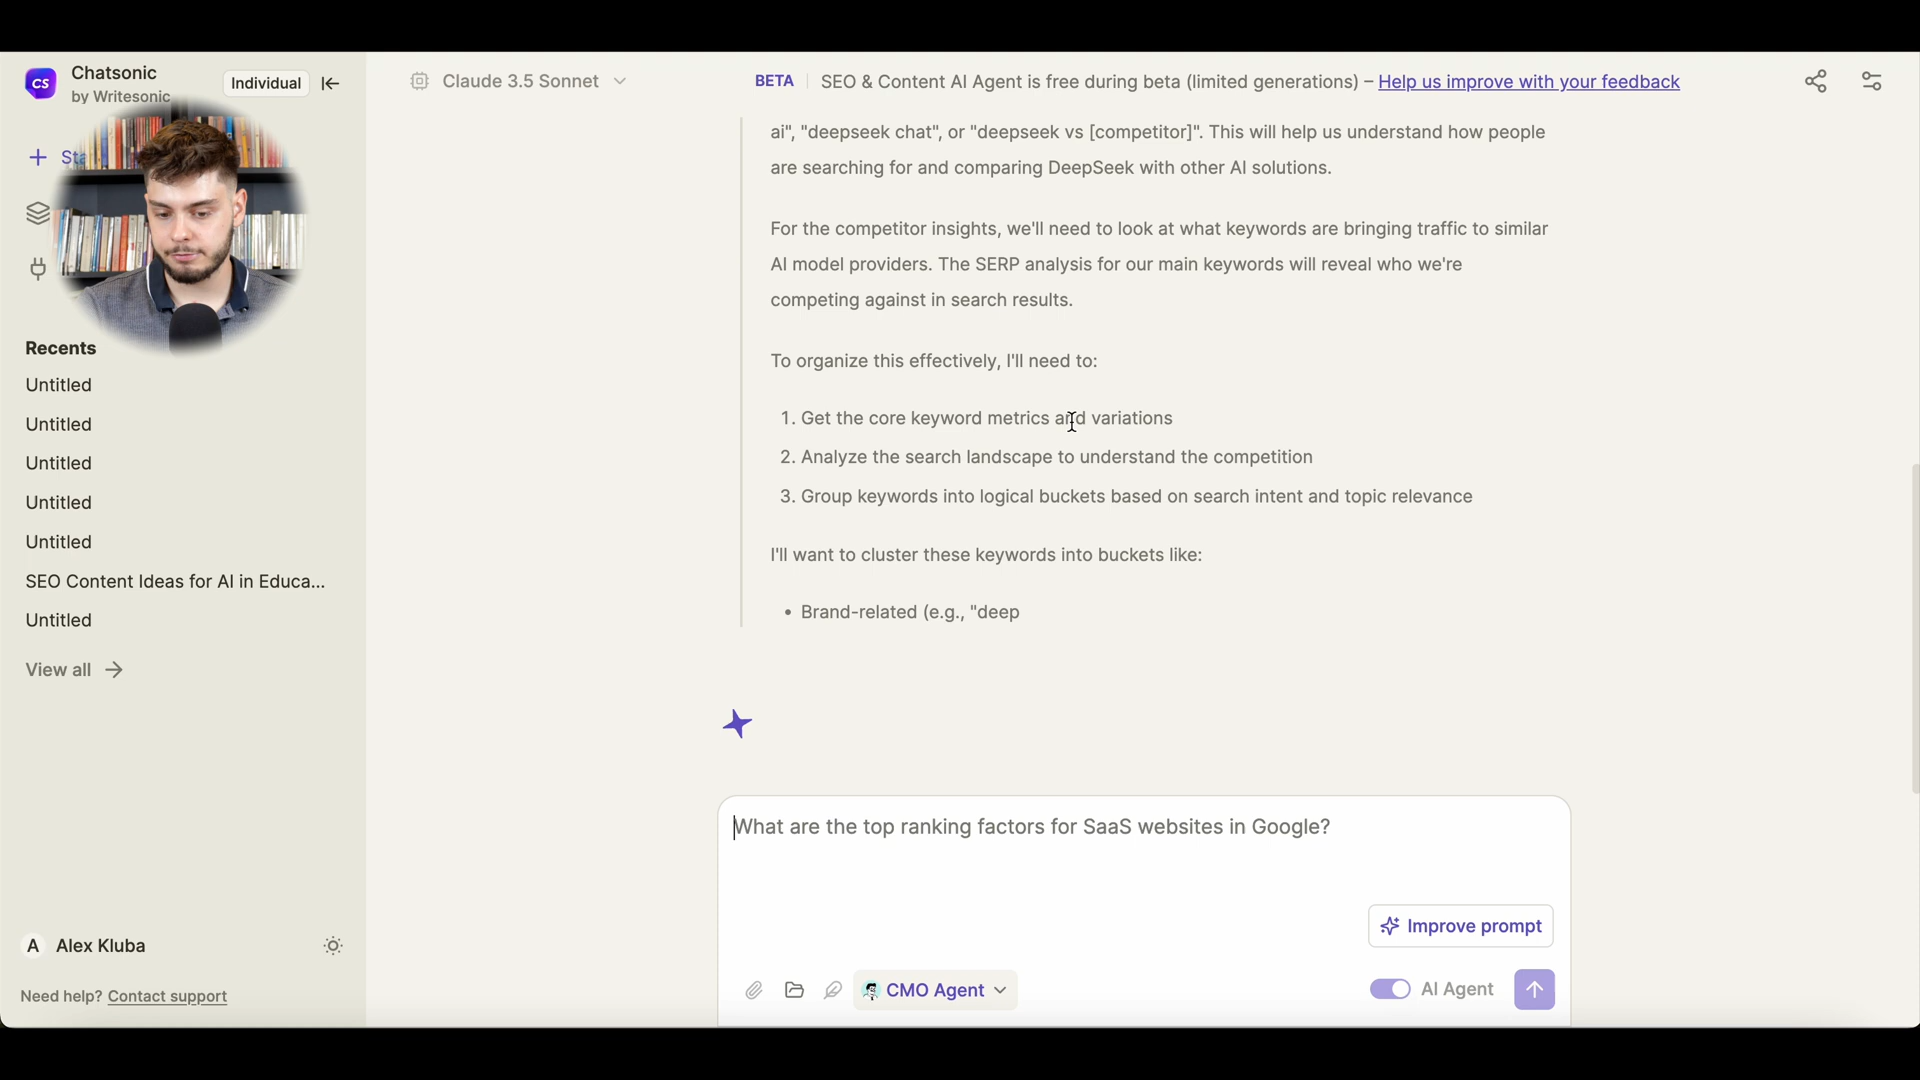 CS
Chatsonic
by Writesonic
Individual
Recents
Untitled
Untitled
Untitled
Untitled
Untitled
SEO Content Ideas for AI in Educa...
Untitled
View all
A Alex Kluba
Need help? Contact support
Claude 3.5 Sonnet
BETA SEO & Content AI Agent is free during beta (limited generations) – Help us improve with your feedback
ai", "deepseek chat", or "deepseek vs [competitor]". This will help us understand how people
are searching for and comparing DeepSeek with other AI solutions.
For the competitor insights, we'll need to look at what keywords are bringing traffic to similar
AI model providers. The SERP analysis for our main keywords will reveal who we're
competing against in search results.
To organize this effectively, I'll need to:
1. Get the core keyword metrics and variations
2. Analyze the search landscape to understand the competition
3. Group keywords into logical buckets based on search intent and topic relevance
I'll want to cluster these keywords into buckets like:
• Brand-related (e.g., "deep
What are the top ranking factors for SaaS websites in Google?
Improve prompt
CMO Agent
AI Agent